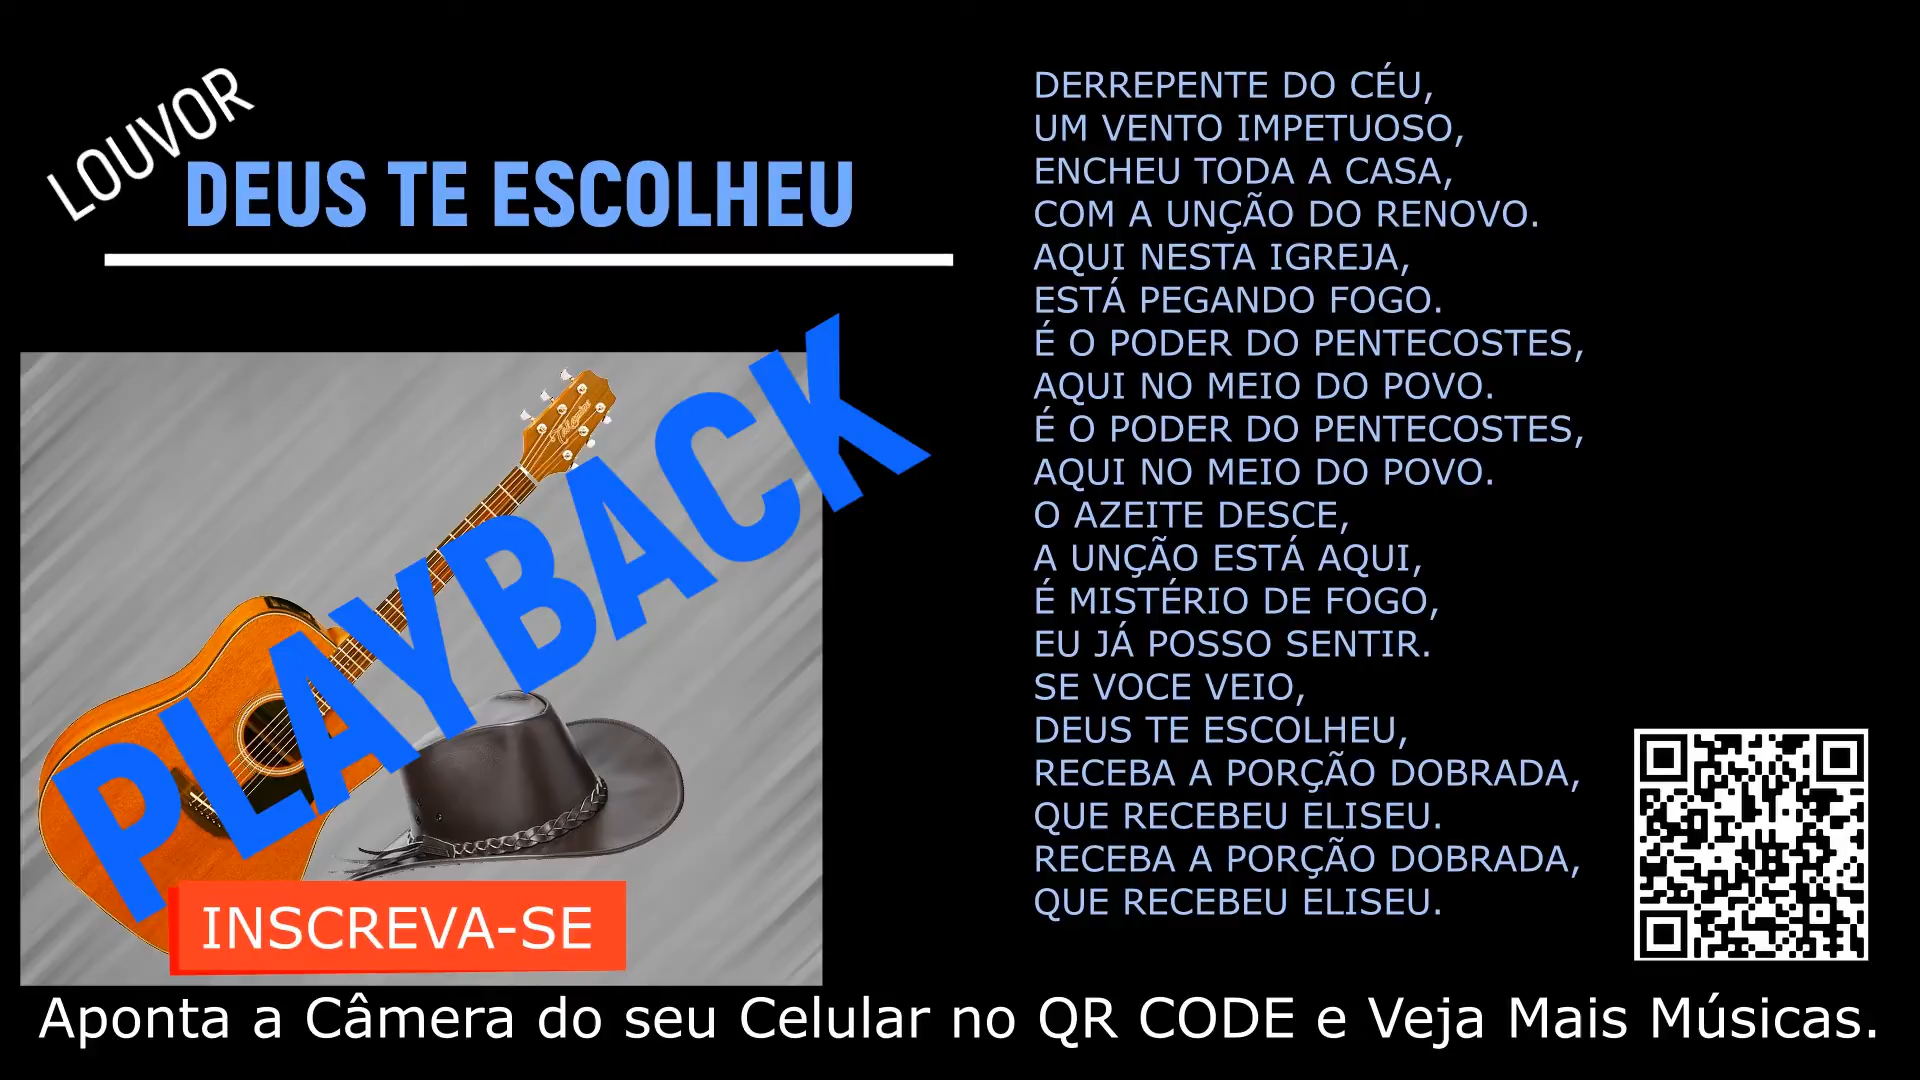 LOUVOR
DEUS TE ESCOLHEU
PLAYBACK
INSCREVA-SE
DERREPENTE DO CÉU,
UM VENTO IMPETUOSO,
ENCHEU TODA A CASA,
COM A UNÇÃO DO RENOVO.
AQUI NESTA IGREJA,
ESTÁ PEGANDO FOGO.
É O PODER DO PENTECOSTES,
AQUI NO MEIO DO POVO.
É O PODER DO PENTECOSTES,
AQUI NO MEIO DO POVO.
O AZEITE DESCE,
A UNÇÃO ESTÁ AQUI,
É MISTÉRIO DE FOGO,
EU JÁ POSSO SENTIR.
SE VOCE VEIO,
DEUS TE ESCOLHEU,
RECEBA A PORÇÃO DOBRADA,
QUE RECEBEU ELISEU.
RECEBA A PORÇÃO DOBRADA,
QUE RECEBEU ELISEU.
Aponta a Câmera do seu Celular no QR CODE e Veja Mais Músicas.